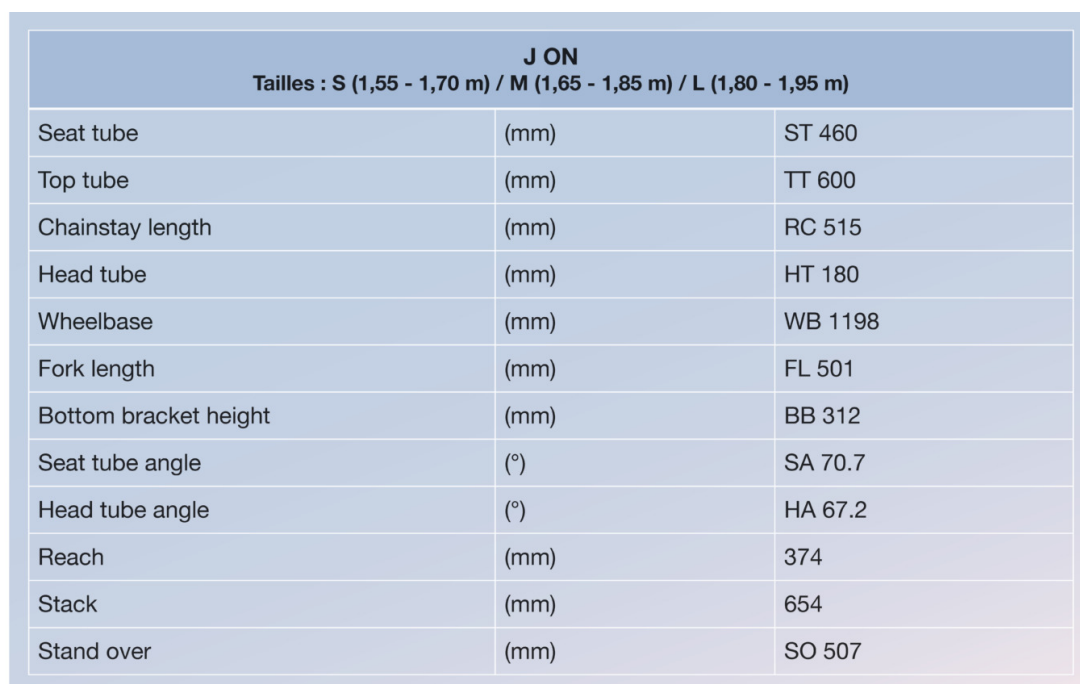 J ON
Tailles : S (1,55 - 1,70 m) / M (1,65 - 1,85 m) / L (1,80 - 1,95 m)
Seat tube (mm) ST 460
Top tube (mm) TT 600
Chainstay length (mm) RC 515
Head tube (mm) HT 180
Wheelbase (mm) WB 1198
Fork length (mm) FL 501
Bottom bracket height (mm) BB 312
Seat tube angle (°) SA 70.7
Head tube angle (°) HA 67.2
Reach (mm) 374
Stack (mm) 654
Stand over (mm) SO 507